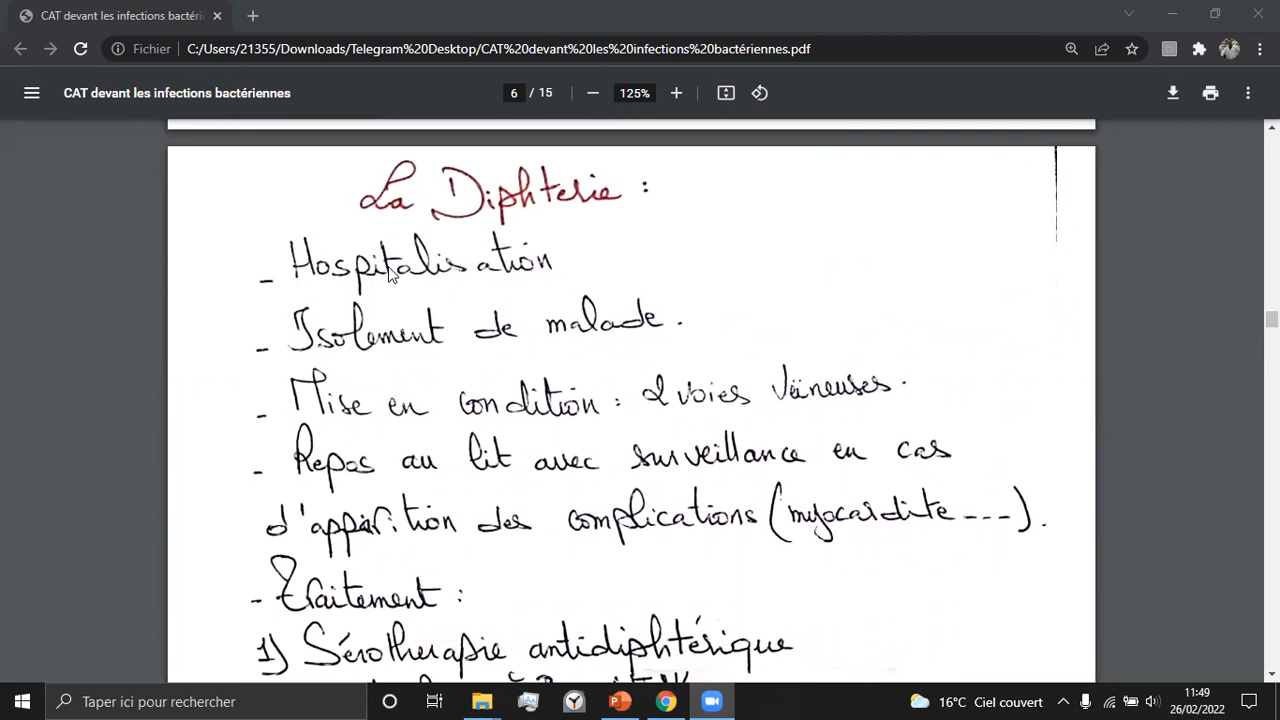 CAT devant les infections bactéri
Fichier
C:/Users/21355/Downloads/Telegram%20Desktop/CAT%20devant%20les%20infections%20bactériennes.pdf
CAT devant les infections bactériennes
6 / 15
125%
La Diphterie :
- Hospitalisation
- Isolement de malade.
- Mise en condition : 2 voies Veineuses.
- Repos au lit avec surveillance en cas
d'apparition des complications (myocardite ---).
- Traitement :
1) Sérotherapie antidiphtérique
Taper ici pour rechercher
16°C Ciel couvert
11:49
26/02/2022